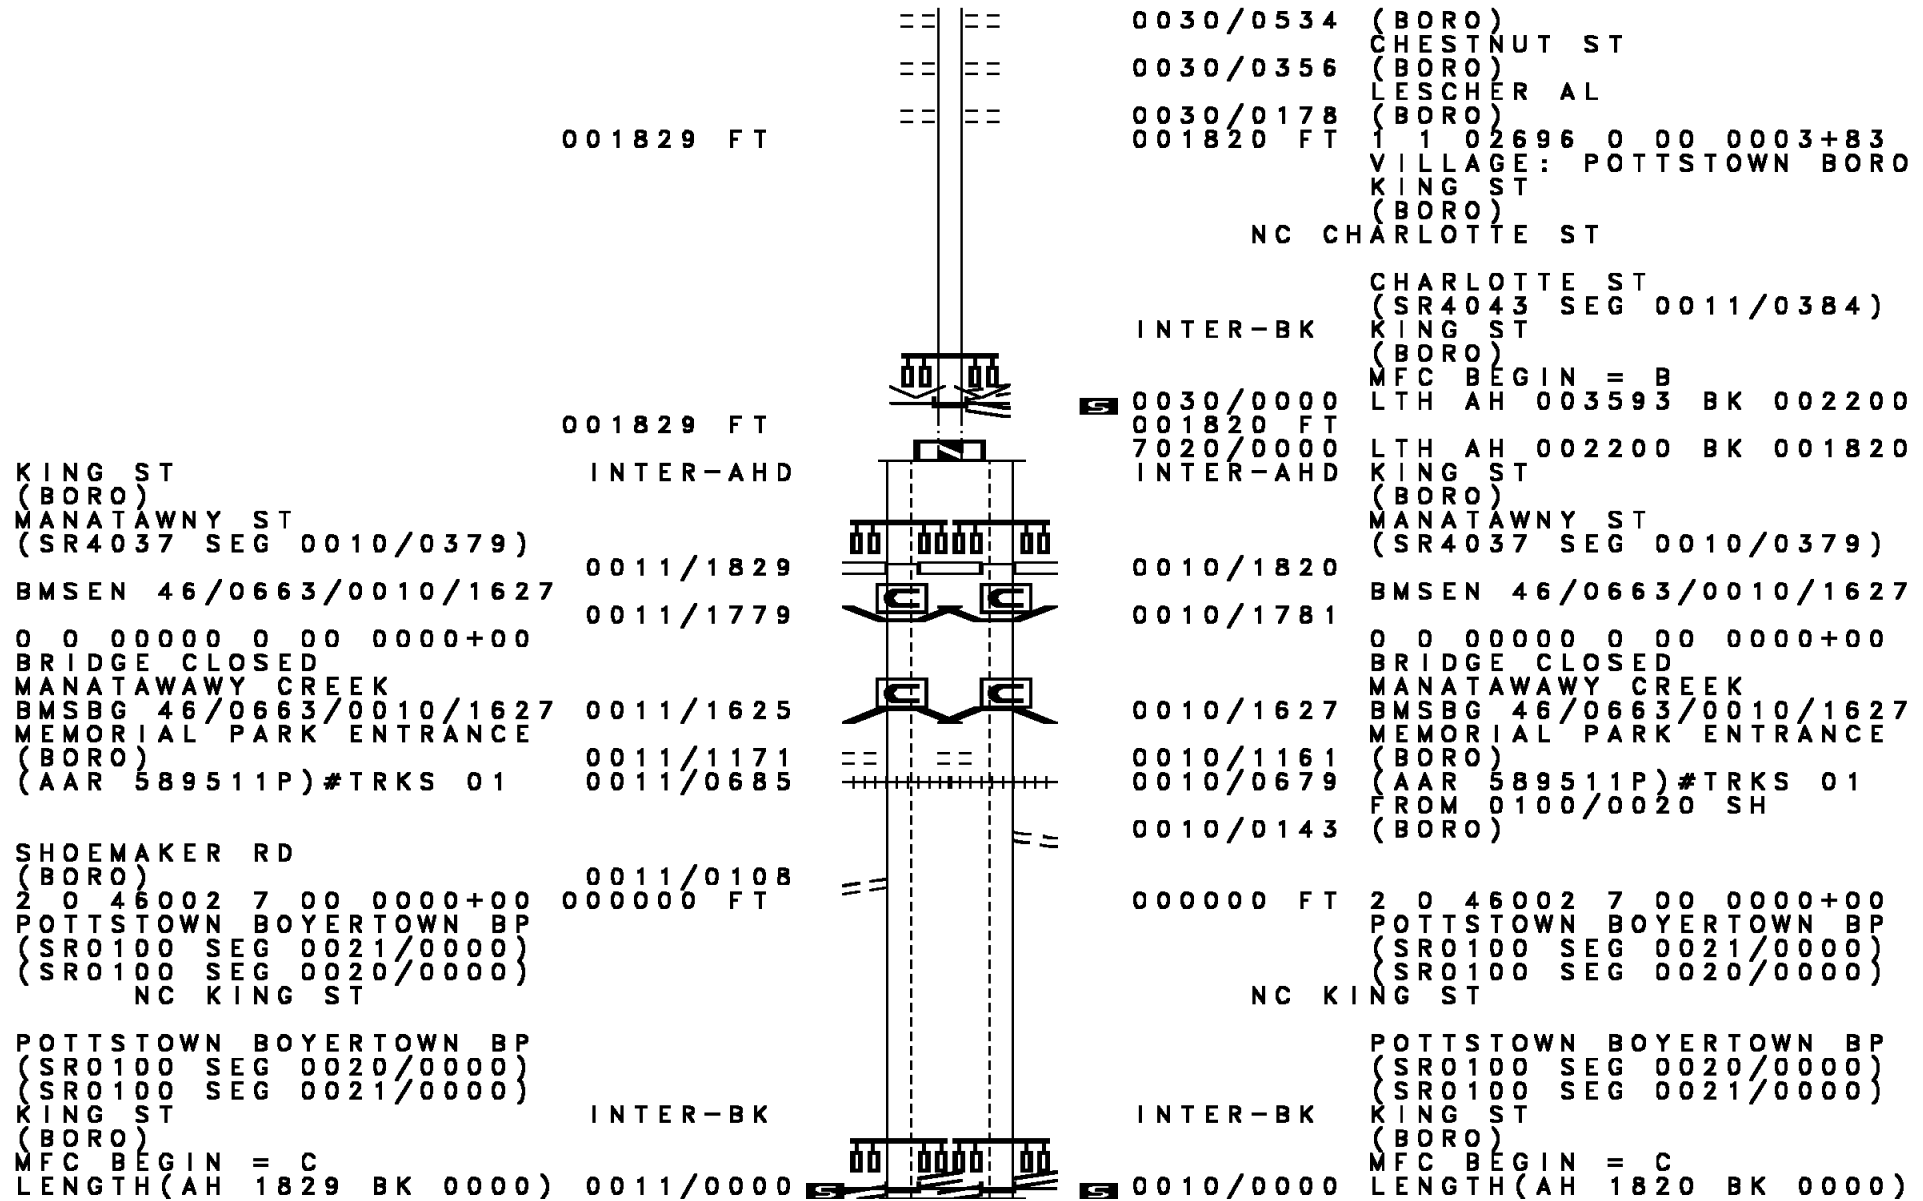 0030/0534 (BORO)
CHESTNUT ST
0030/0356 (BORO)
LESCHER AL
0030/0178 (BORO)
001829 FT 001820 FT 1 1 02696 0 00 0003+83
VILLAGE: POTTSTOWN BORO
KING ST
(BORO)
NC CHARLOTTE ST
CHARLOTTE ST
(SR4043 SEG 0011/0384)
INTER-BK KING ST
(BORO)
MFC BEGIN = B
S 0030/0000 LTH AH 003593 BK 002200
001829 FT 001820 FT
7020/0000 LTH AH 002200 BK 001820
KING ST INTER-AHD INTER-AHD KING ST
(BORO) (BORO)
MANATAWNY ST MANATAWNY ST
(SR4037 SEG 0010/0379) (SR4037 SEG 0010/0379)
0011/1829 0010/1820
BMSEN 46/0663/0010/1627 BMSEN 46/0663/0010/1627
0011/1779 0010/1781
0 0 00000 0 00 0000+00 0 0 00000 0 00 0000+00
BRIDGE CLOSED BRIDGE CLOSED
MANATAWAWY CREEK MANATAWAWY CREEK
BMSBG 46/0663/0010/1627 0011/1625 0010/1627 BMSBG 46/0663/0010/1627
MEMORIAL PARK ENTRANCE MEMORIAL PARK ENTRANCE
(BORO) 0011/1171 0010/1161 (BORO)
(AAR 589511P)#TRKS 01 0011/0685 0010/0679 (AAR 589511P)#TRKS 01
FROM 0100/0020 SH
0010/0143 (BORO)
SHOEMAKER RD
(BORO) 0011/0108
2 0 46002 7 00 0000+00 000000 FT 000000 FT 2 0 46002 7 00 0000+00
POTTSTOWN BOYERTOWN BP POTTSTOWN BOYERTOWN BP
(SR0100 SEG 0021/0000) (SR0100 SEG 0021/0000)
(SR0100 SEG 0020/0000) (SR0100 SEG 0020/0000)
NC KING ST NC KING ST
POTTSTOWN BOYERTOWN BP POTTSTOWN BOYERTOWN BP
(SR0100 SEG 0020/0000) (SR0100 SEG 0020/0000)
(SR0100 SEG 0021/0000) (SR0100 SEG 0021/0000)
KING ST INTER-BK INTER-BK KING ST
(BORO) (BORO)
MFC BEGIN = C MFC BEGIN = C
LENGTH(AH 1829 BK 0000) 0011/0000 S S 0010/0000 LENGTH(AH 1820 BK 0000)